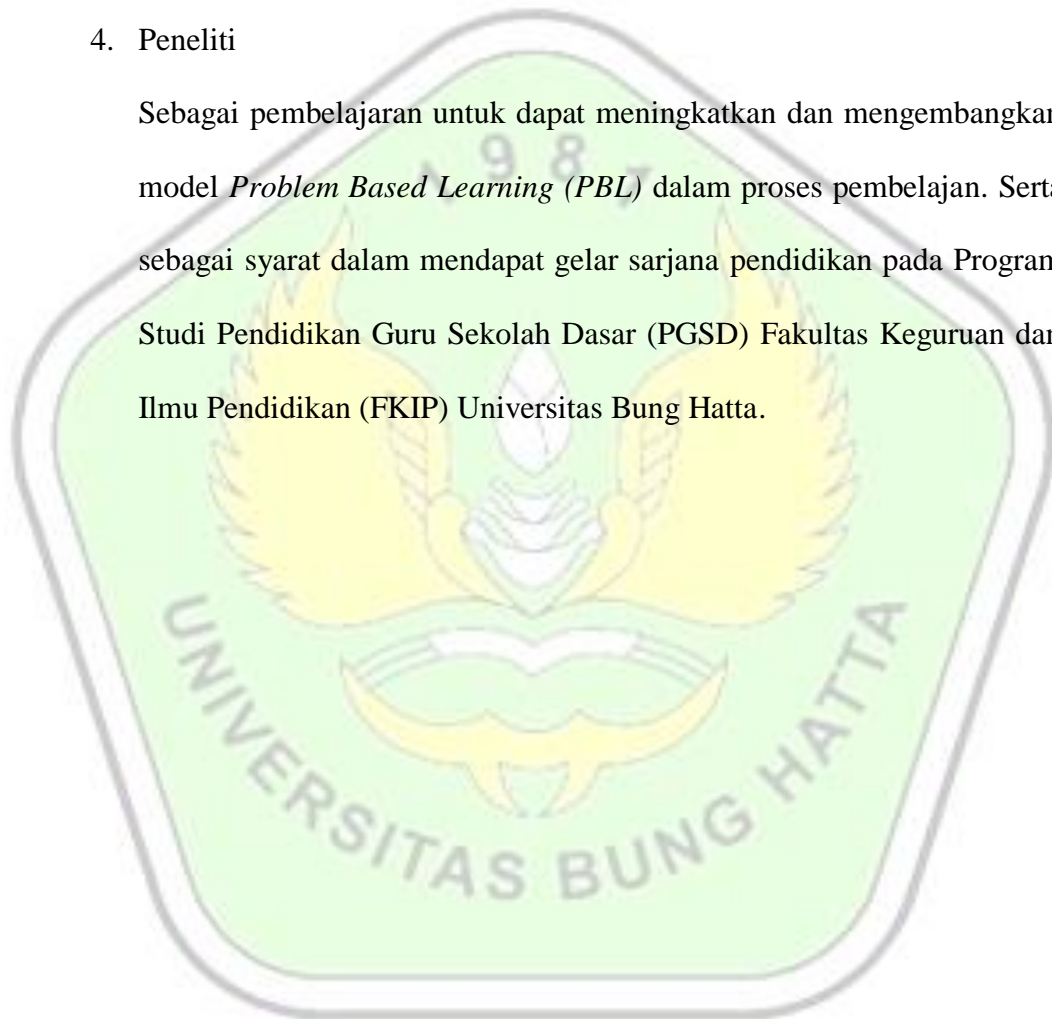 4. Peneliti
Sebagai pembelajaran untuk dapat meningkatkan dan mengembangkan
model Problem Based Learning (PBL) dalam proses pembelajan. Serta
sebagai syarat dalam mendapat gelar sarjana pendidikan pada Program
Studi Pendidikan Guru Sekolah Dasar (PGSD) Fakultas Keguruan dan
Ilmu Pendidikan (FKIP) Universitas Bung Hatta.
UNIVERSITAS BUNG HATTA